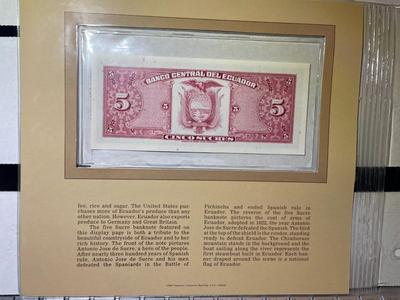 BANCO CENTRAL DEL ECUADOR
5
5
5
5
CINCO SUCRES
fee, rice and sugar. The United States pur-
chases more of Ecuador's produce than any
other nation. However, Ecuador also exports
produce to Germany and Great Britain.
The five Sucre banknote featured on
this display page is both a tribute to the
beautiful countryside of Ecuador and to her
rich history. The front of the note pictures
Antonio Jose de Sucre, a hero of the people.
After nearly three hundred years of Spanish
rule, Antonio Jose de Sucre and his men
defeated the Spaniards in the Battle of
Pichincha and ended Spanish rule in
Ecuador. The reverse of the five Sucre
banknote pictures the coat of arms of
Ecuador, adopted in 1822, the year Antonio
Jose de Sucre defeated the Spanish. The bird
at the top of the shield is the condor, standing
ready to defend Ecuador. The Chimborazo
mountain stands in the background and the
boat sailing along the river represents the
first steamboat built in Ecuador. Each ban-
ner draped around the scene is a national
flag of Ecuador.